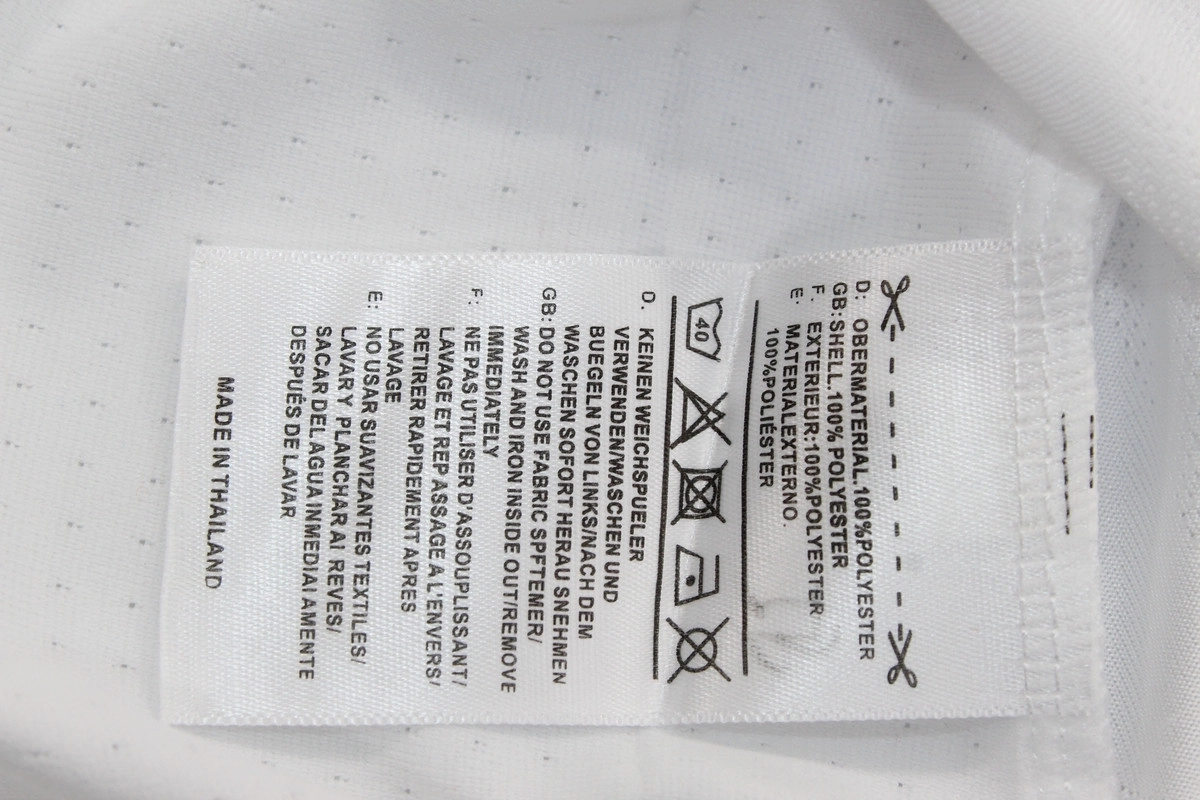 D: OBERMATERIAL.100%POLYESTER
GB:SHELL.100% POLYESTER
F. EXTERIEUR:100%POLYESTER
E: MATERIALEXTERNO.
100%POLIÉSTER
40
D. KEINEN WEICHSPUELER
VERWENDEN/WASCHEN UND
BUEGELN VON LINKS/NACH DEM
WASCHEN SOFORT HERAU SNEHMEN
GB: DO NOT USE FABRIC SPFTEMER/
WASH AND IRON INSIDE OUT/REMOVE
IMMEDIATELY
F: NE PAS UTILISER D'ASSOUPLISSANT/
LAVAGE ET REP ASSAGE A L'ENVERS/
RETIRER RAPIDEMENT APRES
LAVAGE
E: NO USAR SUAVIZANTES TEXTILES/
LAVAR Y PLANCHAR AI REVES/
SACAR DEL AGUA INMEDIAI AMENTE
DESPUÉS DE LAVAR
MADE IN THAILAND